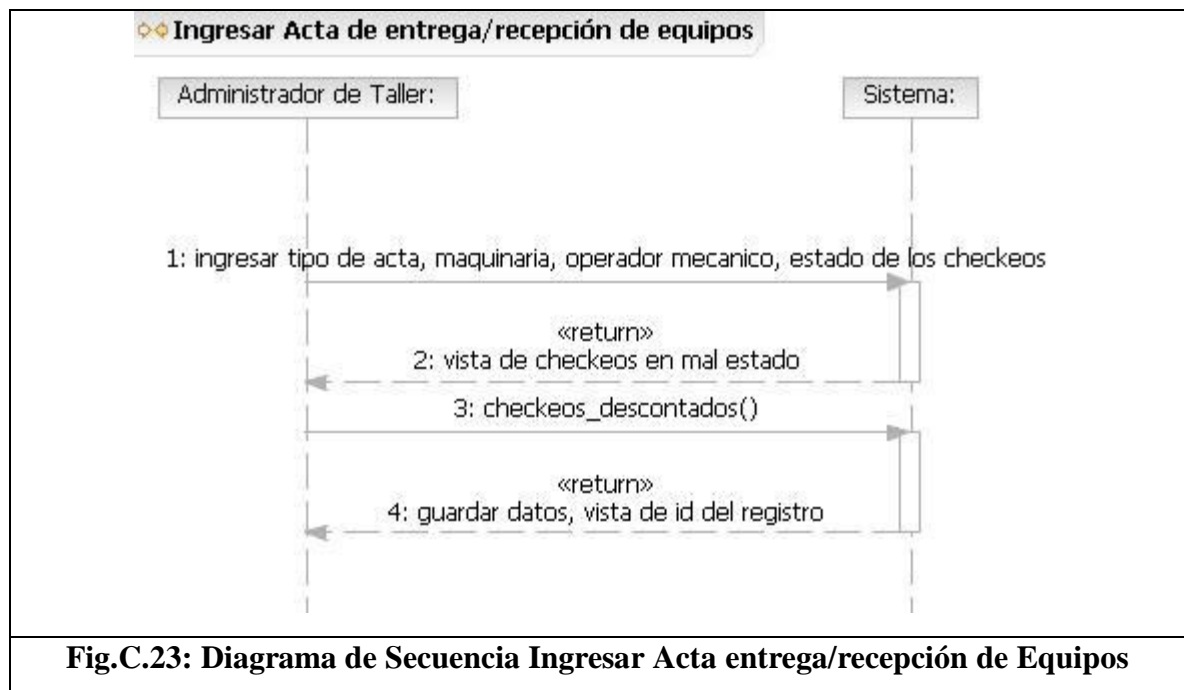 Ingresar Acta de entrega/recepción de equipos
Administrador de Taller:
Sistema:
1: ingresar tipo de acta, maquinaria, operador mecanico, estado de los checkeos
«return»
2: vista de checkeos en mal estado
3: checkeos_descontados()
«return»
4: guardar datos, vista de id del registro
Fig.C.23: Diagrama de Secuencia Ingresar Acta entrega/recepción de Equipos